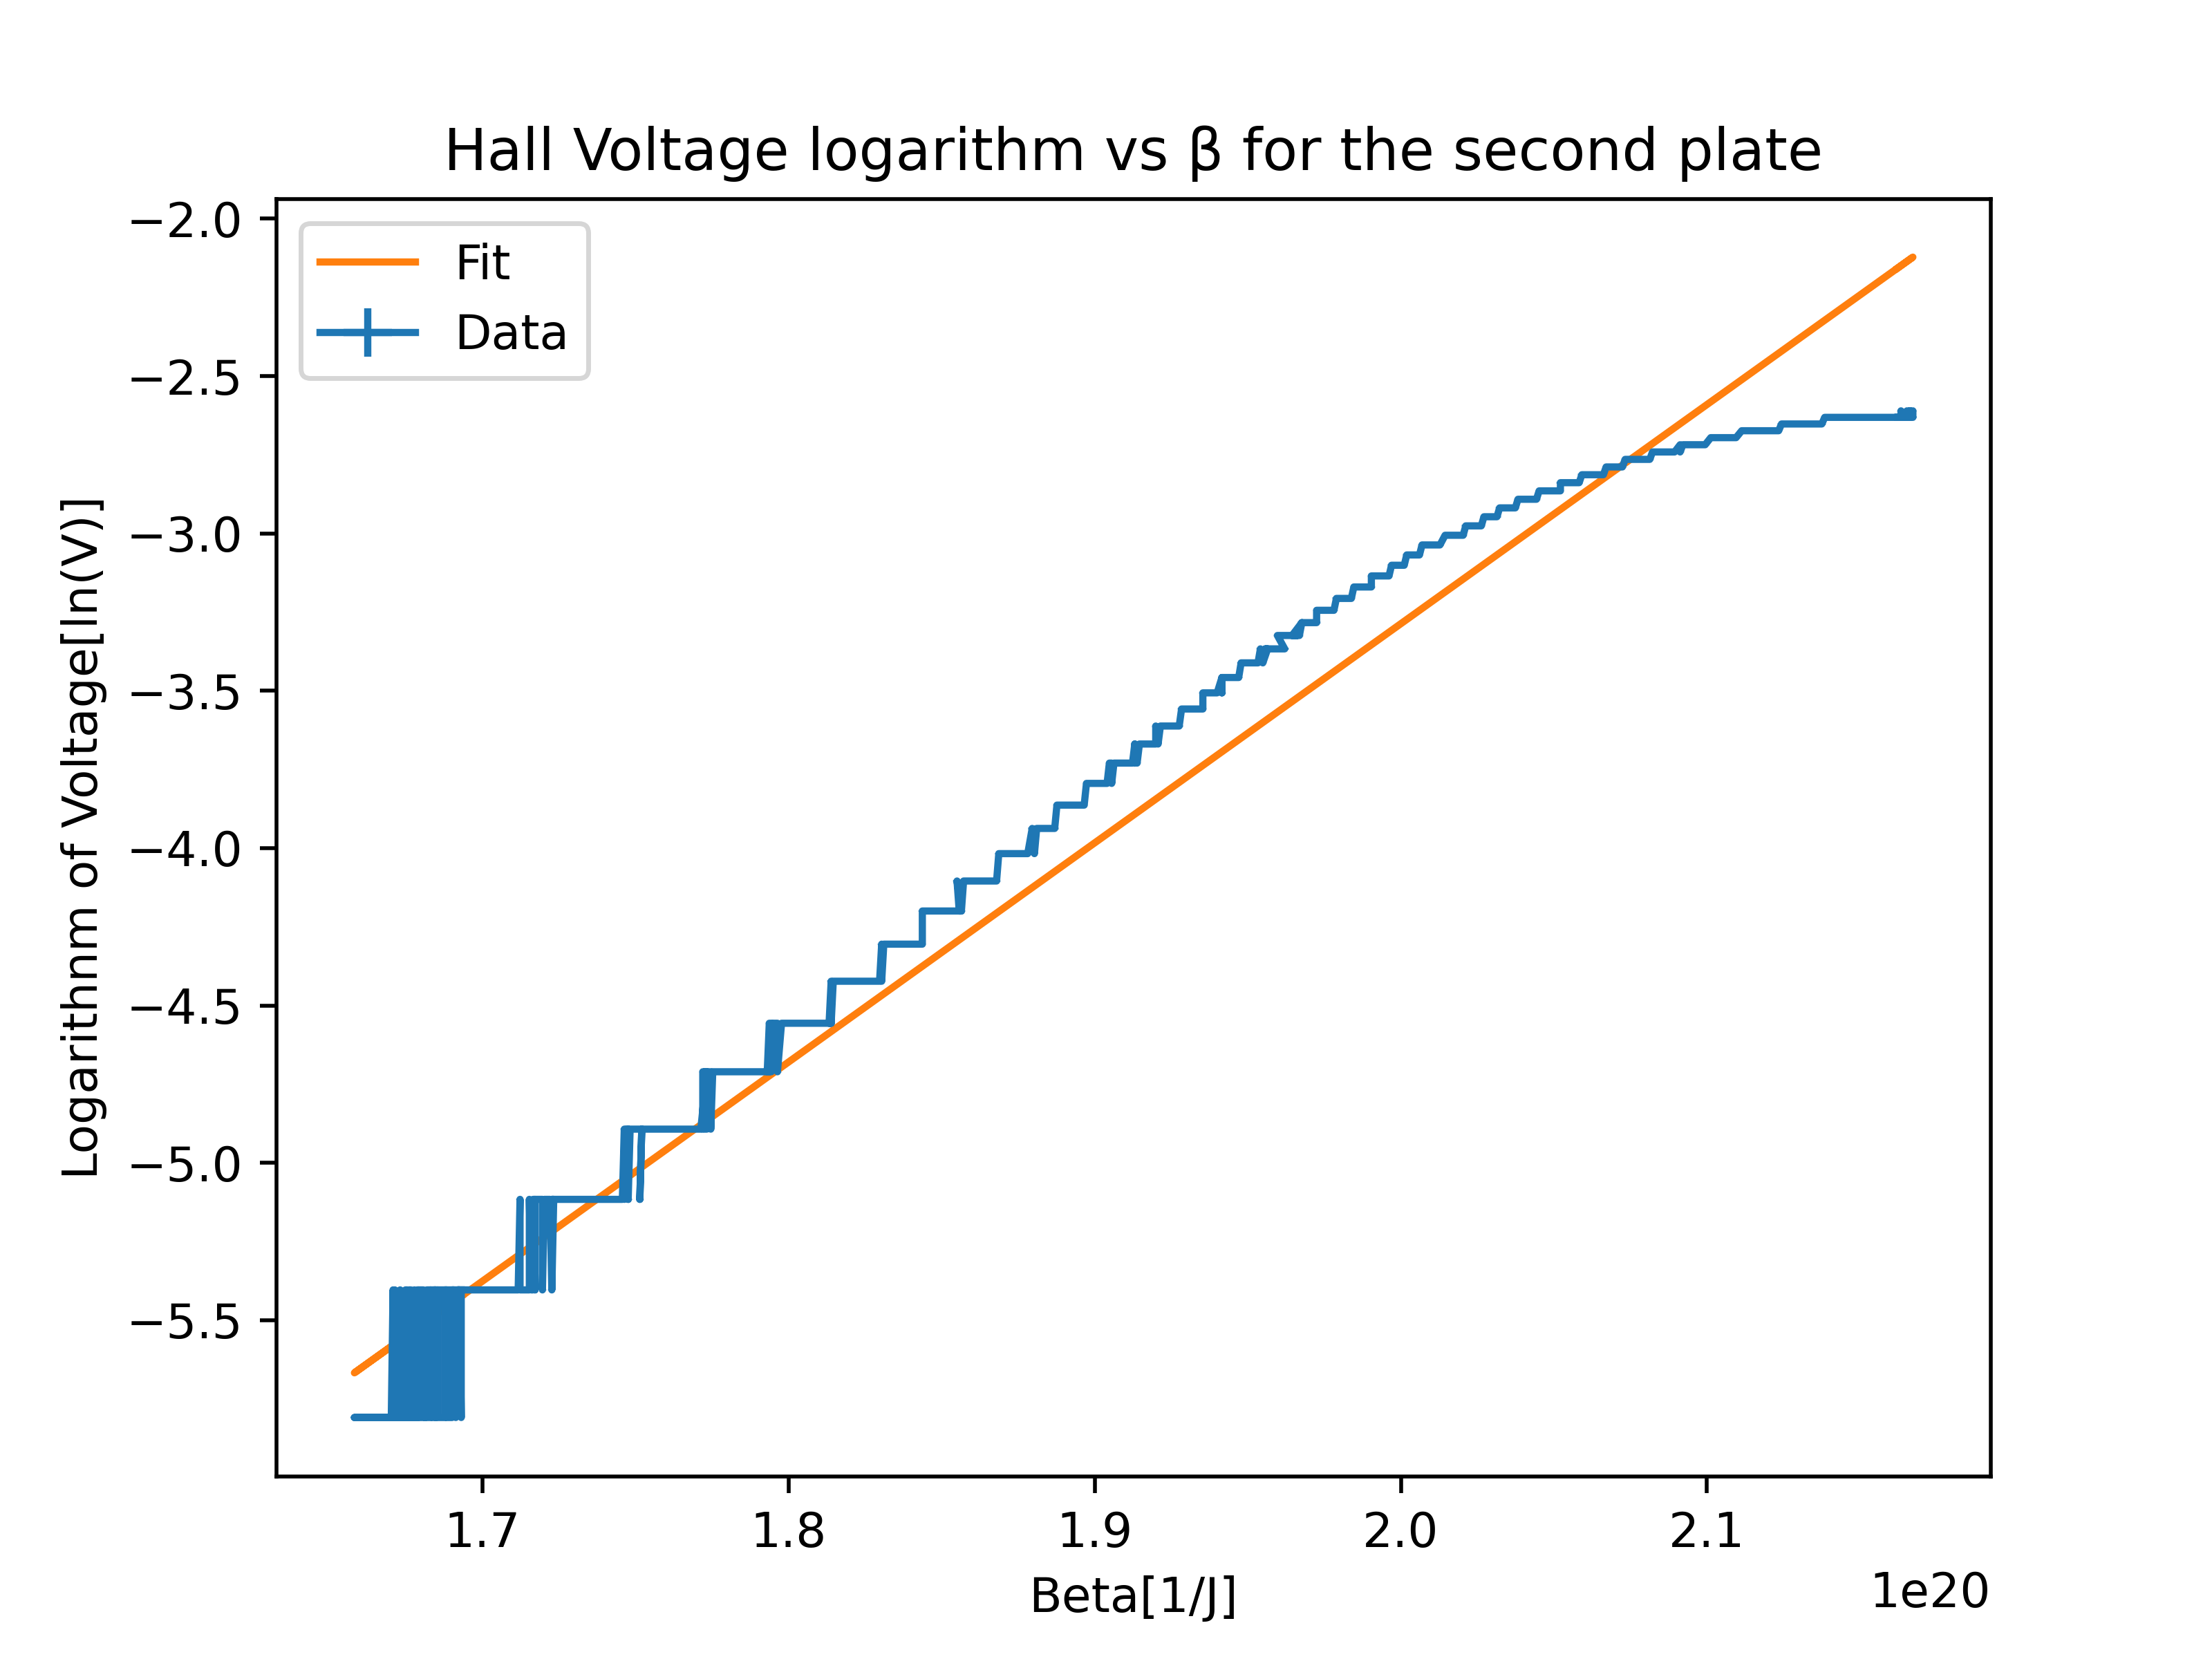 Hall Voltage logarithm vs β for the second plate
Fit
Data
−2.0
−2.5
−3.0
−3.5
−4.0
−4.5
−5.0
−5.5
Logarithnm of Voltage[ln(V)]
1.7 1.8 1.9 2.0 2.1
Beta[1/J]
1e20